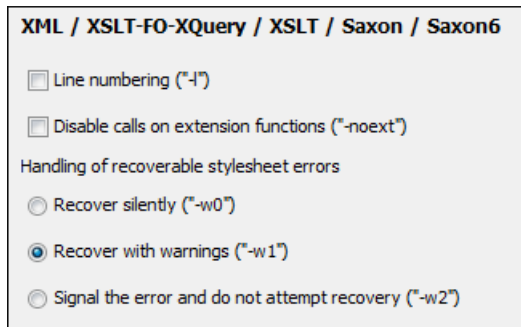 XML / XSLT-FO-XQuery / XSLT / Saxon / Saxon6
Line numbering ("-l")
Disable calls on extension functions ("-noext")
Handling of recoverable stylesheet errors
Recover silently ("-w0")
Recover with warnings ("-w1")
Signal the error and do not attempt recovery ("-w2")